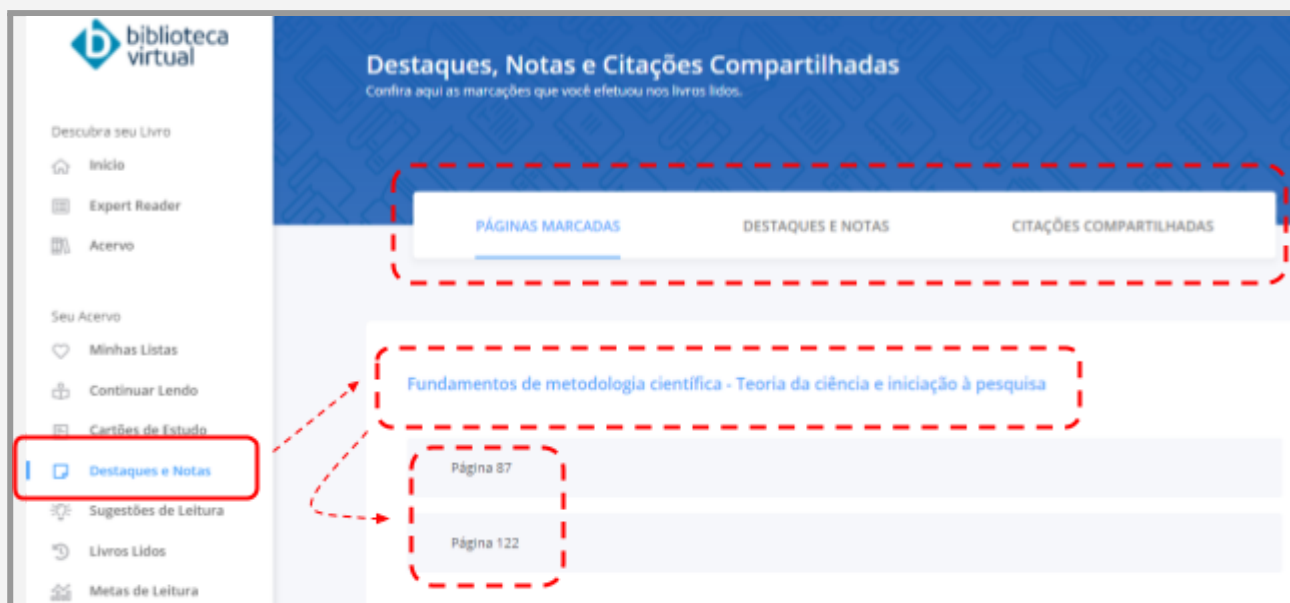 biblioteca
virtual
Descubra seu Livro
Início
Expert Reader
Acervo
Seu Acervo
Minhas Listas
Continuar Lendo
Cartões de Estudo
Destaques e Notas
Sugestões de Leitura
Livros Lidos
Metas de Leitura
Destaques, Notas e Citações Compartilhadas
Confira aqui as marcações que você efetuou nos livros lidos.
PÁGINAS MARCADAS
DESTAQUES E NOTAS
CITAÇÕES COMPARTILHADAS
Fundamentos de metodologia científica - Teoria da ciência e iniciação à pesquisa
Página 87
Página 122